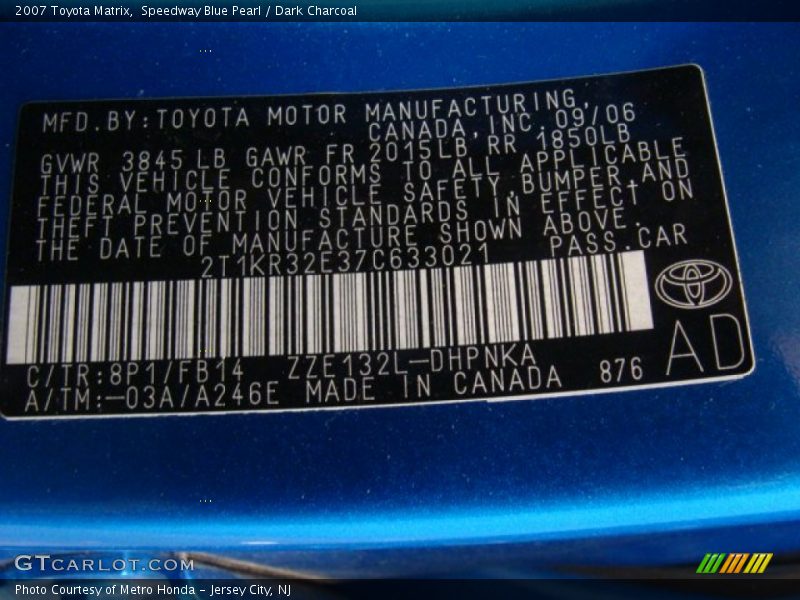 2007 Toyota Matrix,  Speedway Blue Pearl / Dark Charcoal
MFD.BY:TOYOTA MOTOR MANUFACTURING,
CANADA,INC. 09/06
GVWR 3845LB GAWR FR 2015LB RR 1850LB
THIS VEHICLE CONFORMS TO ALL APPLICABLE
FEDERAL MOTOR VEHICLE SAFETY,BUMPER,AND
THEFT PREVENTION STANDARDS IN EFFECT ON
THE DATE OF MANUFACTURE SHOWN ABOVE.
2T1KR32E37C633021 PASS.CAR
C/TR:8P1/FB14 ZZE132L-DHPNKA
A/TM:-03A/A246E MADE IN CANADA 876 AD
GTCARLOT.COM
Photo Courtesy of Metro Honda - Jersey City, NJ